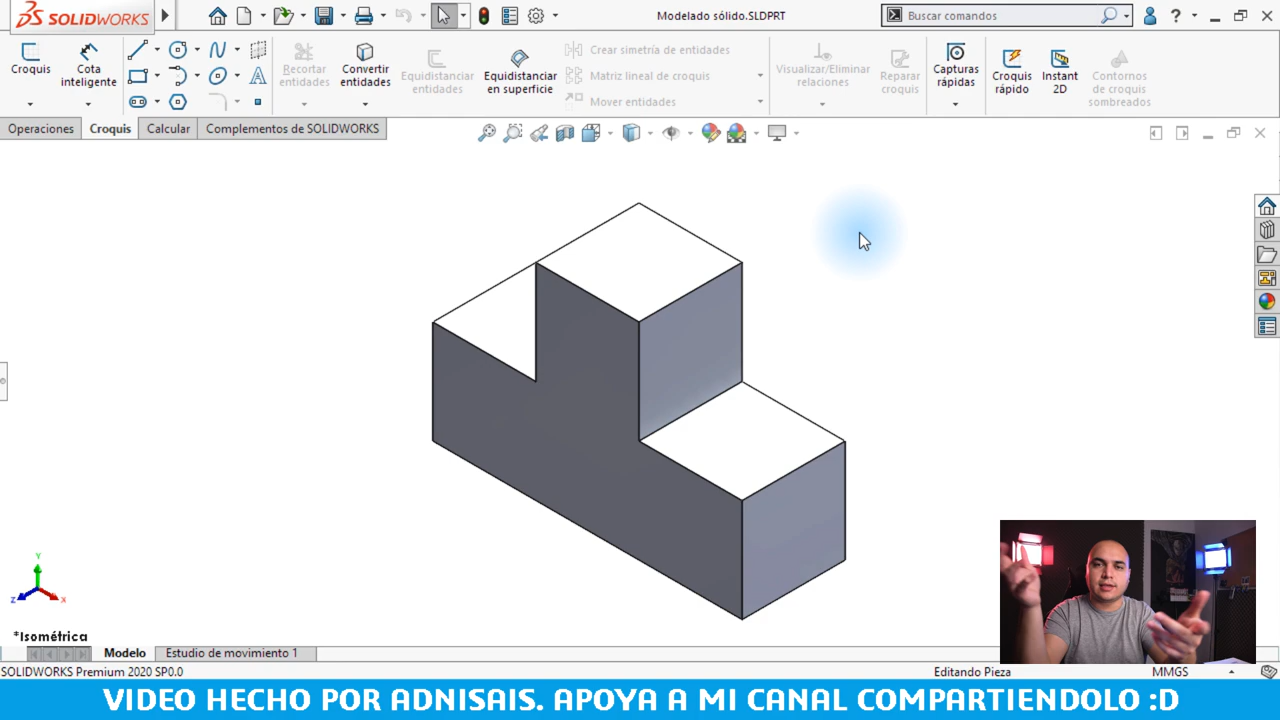 SOLIDWORKS
Modelado sólido.SLDPRT
Buscar comandos
?
Croquis
Cota inteligente
Recortar entidades
Convertir entidades
Equidistanciar entidades
Equidistanciar en superficie
Crear simetría de entidades
Matriz lineal de croquis
Mover entidades
Visualizar/Eliminar relaciones
Reparar croquis
Capturas rápidas
Croquis rápido
Instant 2D
Contornos de croquis sombreados
Operaciones
Croquis
Calcular
Complementos de SOLIDWORKS
Y
Z
X
*Isométrica
Modelo
Estudio de movimiento 1
SOLIDWORKS Premium 2020 SP0.0
Editando Pieza
MMGS
VIDEO HECHO POR ADNISAIS. APOYA A MI CANAL COMPARTIENDOLO :D